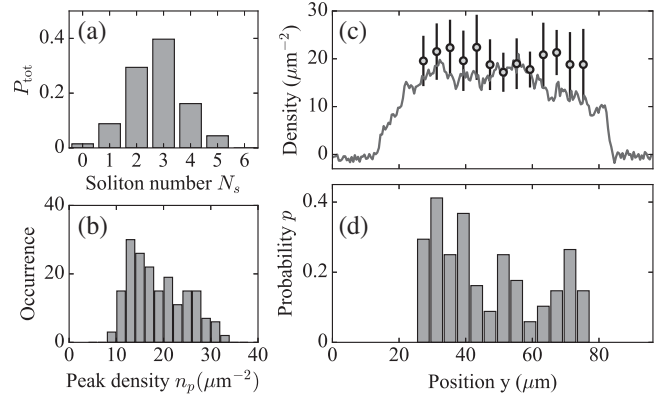 (a)
P_tot
0.4
0.2
0
0 1 2 3 4 5 6
Soliton number N_s
(b)
Occurrence
40
20
0
0 10 20 30 40
Peak density n_p(μm⁻²)
(c)
Density (μm⁻²)
30
20
10
0
(d)
Probability p
0.4
0.2
0
0 20 40 60 80
Position y (μm)